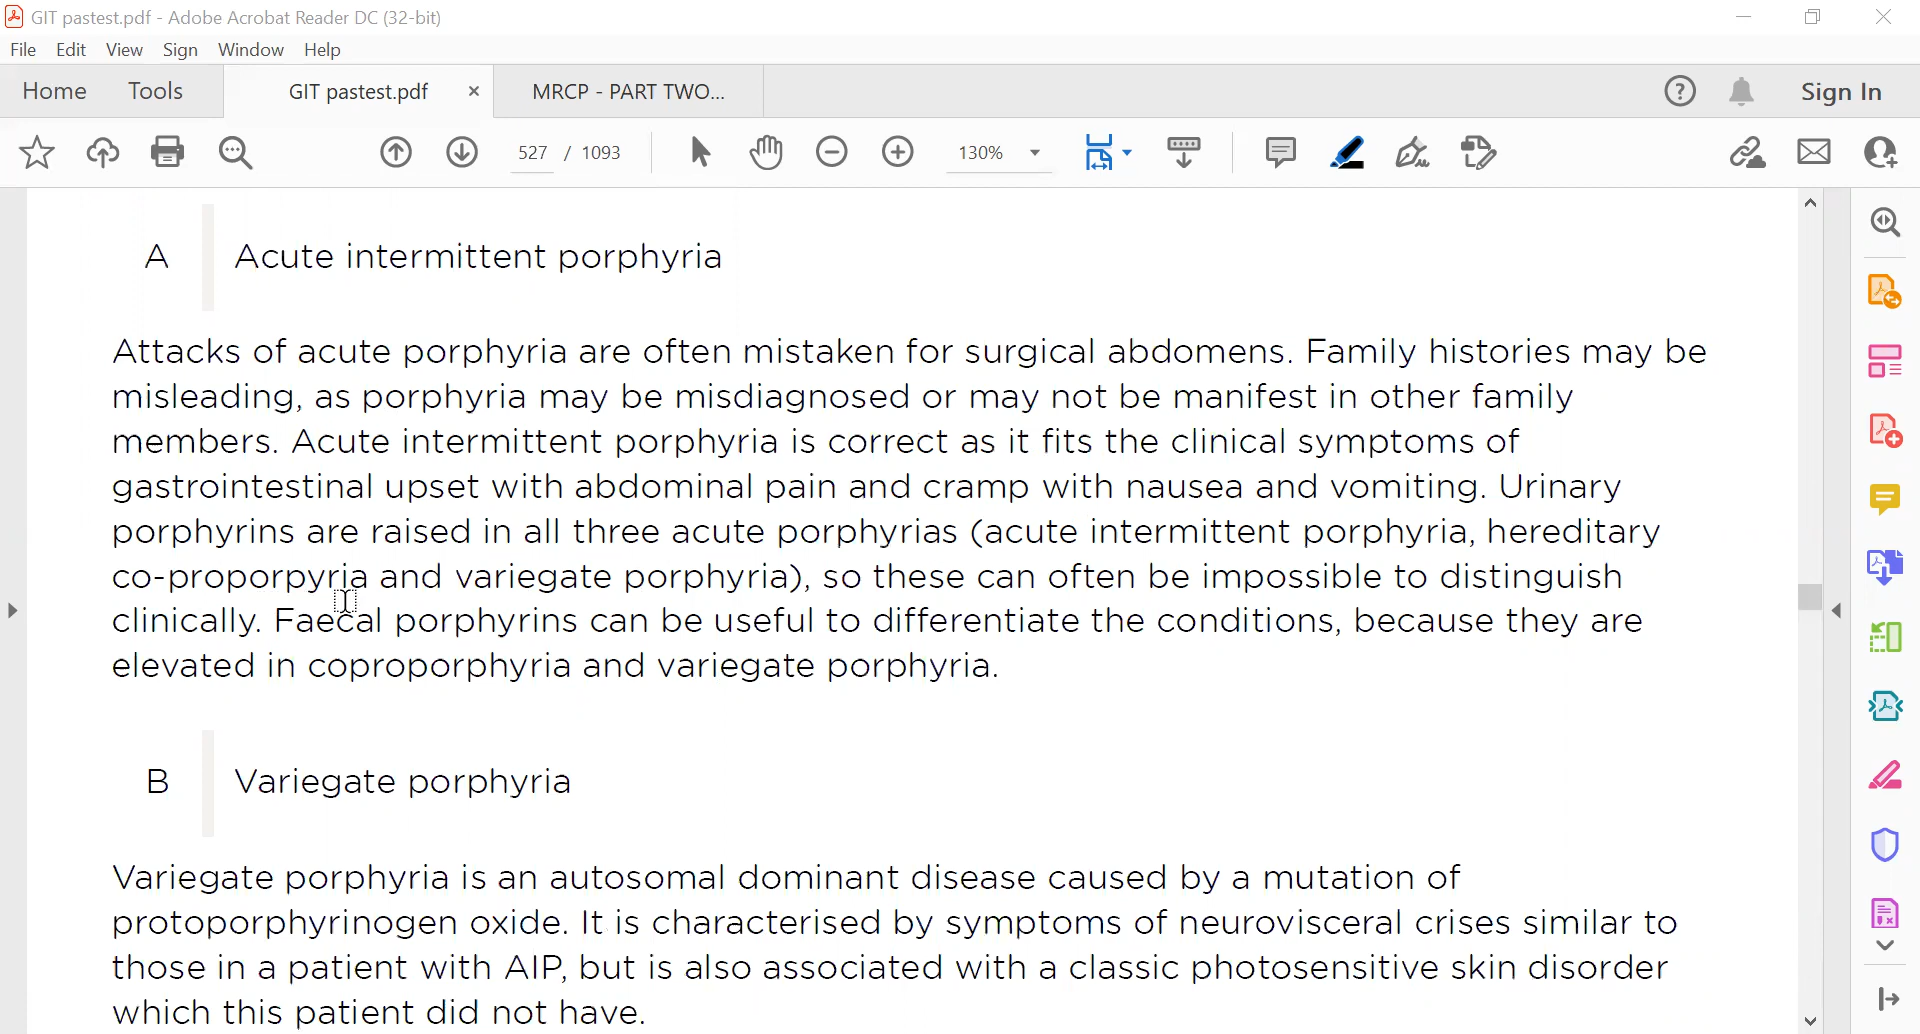 GIT pastest.pdf - Adobe Acrobat Reader DC (32-bit)
File Edit View Sign Window Help
Home Tools GIT pastest.pdf × MRCP - PART TWO... ? Sign In
527 / 1093 130%
A Acute intermittent porphyria
Attacks of acute porphyria are often mistaken for surgical abdomens. Family histories may be
misleading, as porphyria may be misdiagnosed or may not be manifest in other family
members. Acute intermittent porphyria is correct as it fits the clinical symptoms of
gastrointestinal upset with abdominal pain and cramp with nausea and vomiting. Urinary
porphyrins are raised in all three acute porphyrias (acute intermittent porphyria, hereditary
co-proporpyria and variegate porphyria), so these can often be impossible to distinguish
clinically. Faecal porphyrins can be useful to differentiate the conditions, because they are
elevated in coproporphyria and variegate porphyria.
B Variegate porphyria
Variegate porphyria is an autosomal dominant disease caused by a mutation of
protoporphyrinogen oxide. It is characterised by symptoms of neurovisceral crises similar to
those in a patient with AIP, but is also associated with a classic photosensitive skin disorder
which this patient did not have.